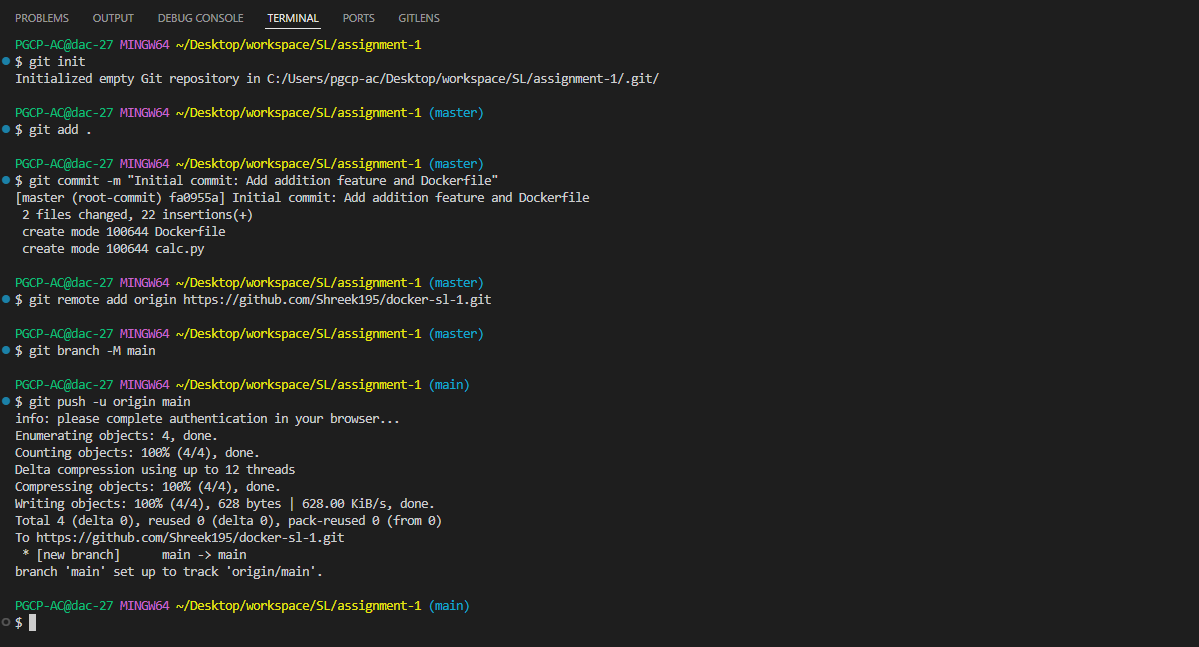 PROBLEMS OUTPUT DEBUG CONSOLE TERMINAL PORTS GITLENS
PGCP-AC@dac-27 MINGW64 ~/Desktop/workspace/SL/assignment-1
$ git init
Initialized empty Git repository in C:/Users/pgcp-ac/Desktop/workspace/SL/assignment-1/.git/
PGCP-AC@dac-27 MINGW64 ~/Desktop/workspace/SL/assignment-1 (master)
$ git add .
PGCP-AC@dac-27 MINGW64 ~/Desktop/workspace/SL/assignment-1 (master)
$ git commit -m "Initial commit: Add addition feature and Dockerfile"
[master (root-commit) fa0955a] Initial commit: Add addition feature and Dockerfile
2 files changed, 22 insertions(+)
create mode 100644 Dockerfile
create mode 100644 calc.py
PGCP-AC@dac-27 MINGW64 ~/Desktop/workspace/SL/assignment-1 (master)
$ git remote add origin https://github.com/Shreek195/docker-sl-1.git
PGCP-AC@dac-27 MINGW64 ~/Desktop/workspace/SL/assignment-1 (master)
$ git branch -M main
PGCP-AC@dac-27 MINGW64 ~/Desktop/workspace/SL/assignment-1 (main)
$ git push -u origin main
info: please complete authentication in your browser...
Enumerating objects: 4, done.
Counting objects: 100% (4/4), done.
Delta compression using up to 12 threads
Compressing objects: 100% (4/4), done.
Writing objects: 100% (4/4), 628 bytes | 628.00 KiB/s, done.
Total 4 (delta 0), reused 0 (delta 0), pack-reused 0 (from 0)
To https://github.com/Shreek195/docker-sl-1.git
* [new branch] main -> main
branch 'main' set up to track 'origin/main'.
PGCP-AC@dac-27 MINGW64 ~/Desktop/workspace/SL/assignment-1 (main)
$